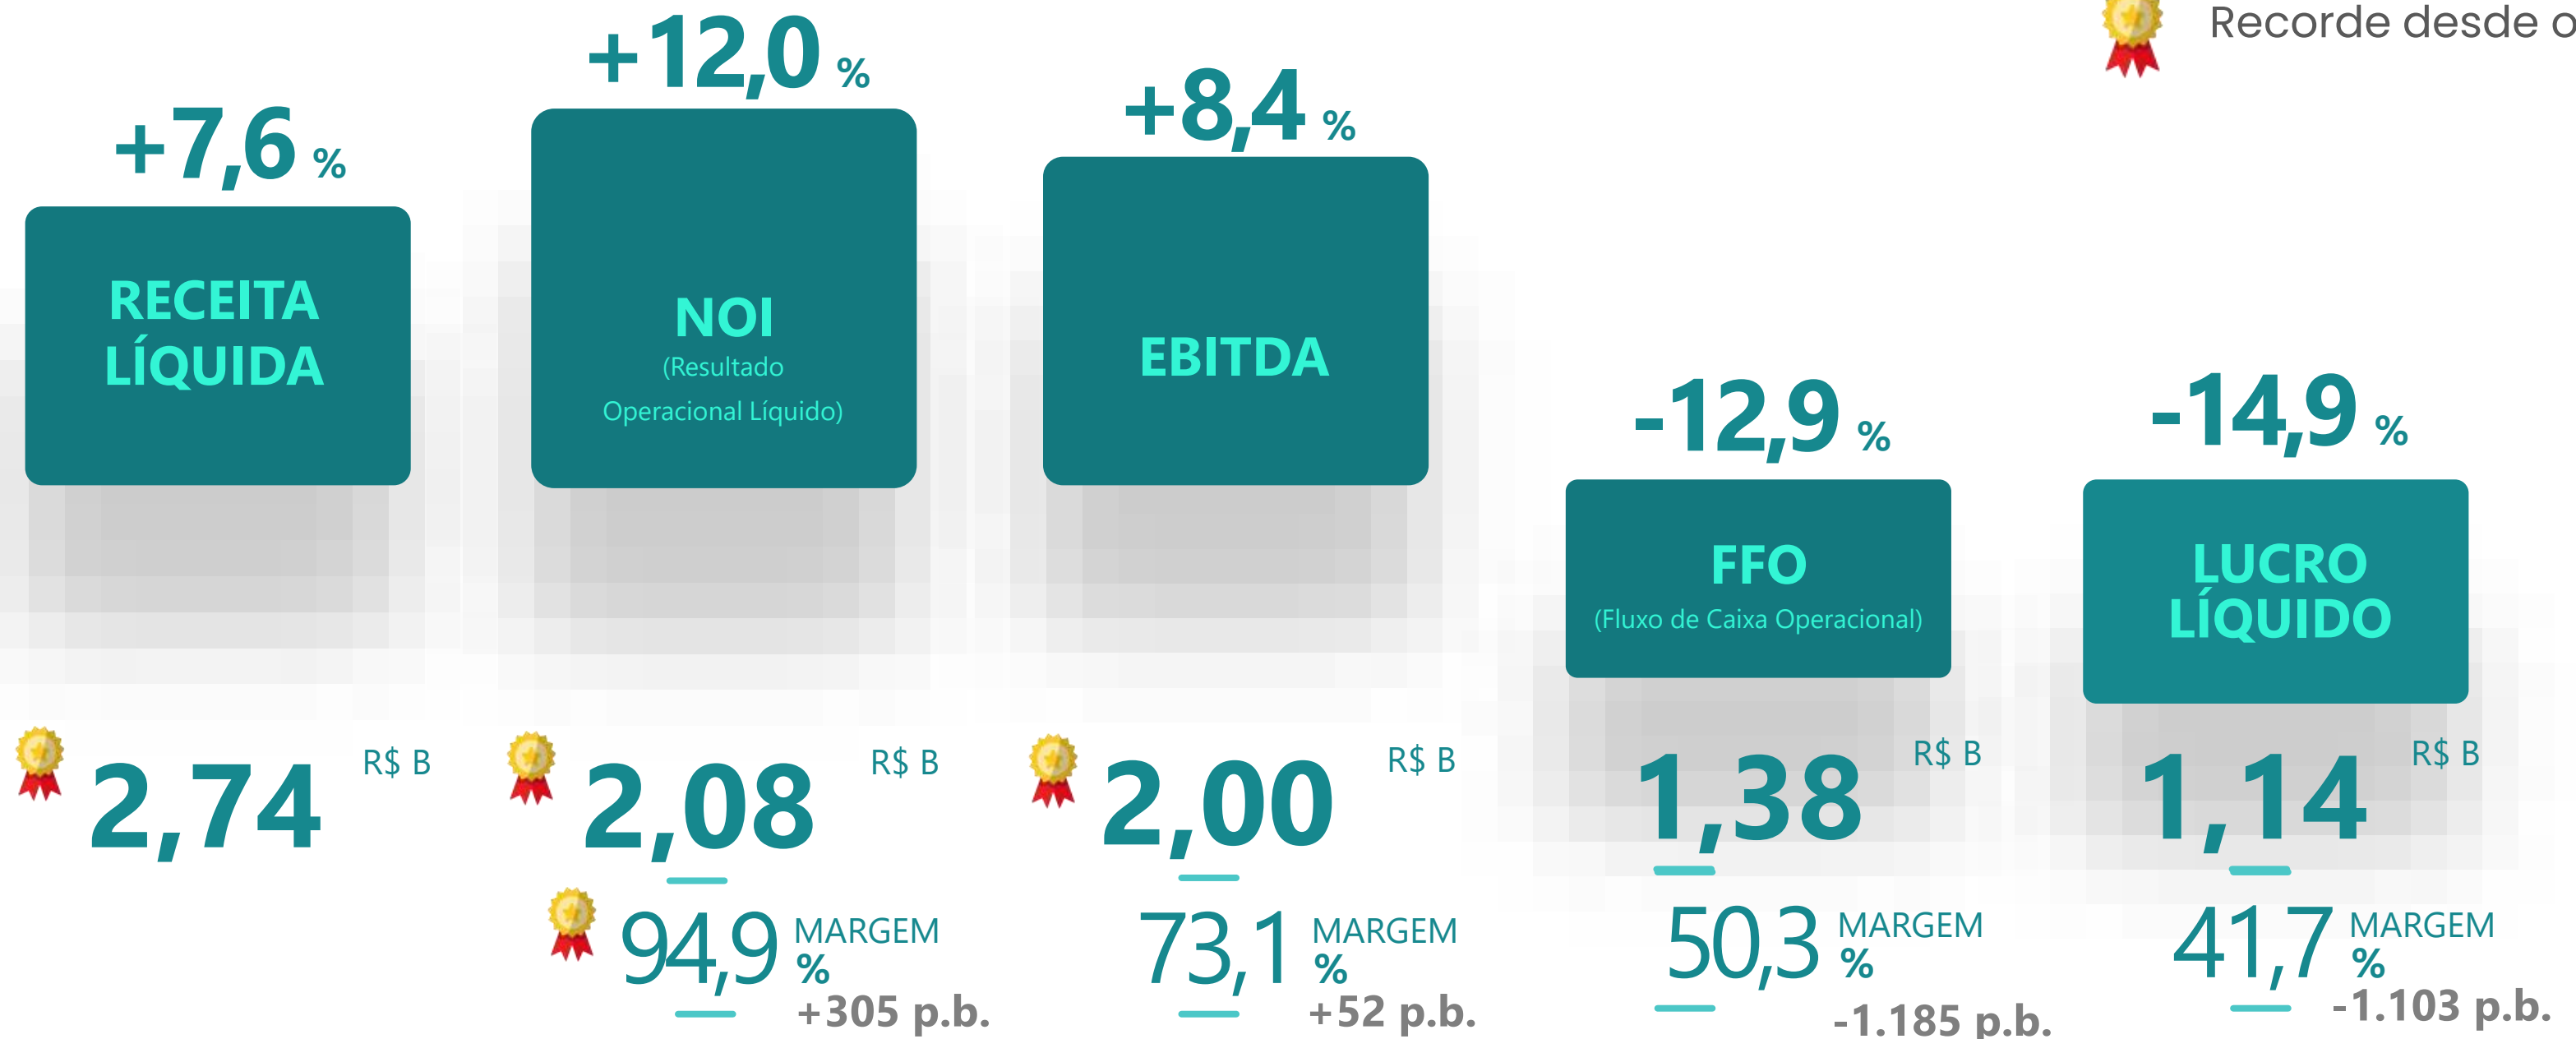 Recorde desde o
+7,6 %
RECEITA
LÍQUIDA
2,74 R$ B
+12,0 %
NOI
(Resultado
Operacional Líquido)
2,08 R$ B
94,9 MARGEM
%
+305 p.b.
+8,4 %
EBITDA
2,00 R$ B
73,1 MARGEM
%
+52 p.b.
-12,9 %
FFO
(Fluxo de Caixa Operacional)
1,38 R$ B
50,3 MARGEM
%
-1.185 p.b.
-14,9 %
LUCRO
LÍQUIDO
1,14 R$ B
41,7 MARGEM
%
-1.103 p.b.